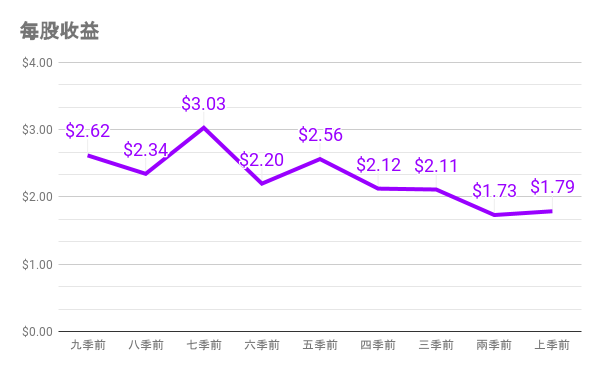 每股收益
$4.00
$3.00
$2.00
$1.00
$0.00
$2.62
$2.34
$3.03
$2.20
$2.56
$2.12
$2.11
$1.73
$1.79
九季前
八季前
七季前
六季前
五季前
四季前
三季前
兩季前
上季前